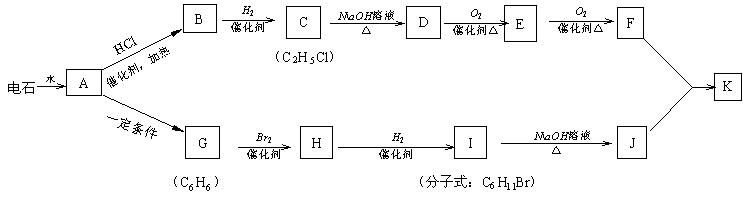 电石 水 A
HCl
催化剂，加热
B H₂ 催化剂 C NaOH溶液 △ D O₂ 催化剂△ E O₂ 催化剂△ F
(C₂H₅Cl)
K
一定条件
G Br₂ 催化剂 H H₂ 催化剂 I NaOH溶液 △ J
(C₆H₆) (分子式：C₆H₁₁Br)